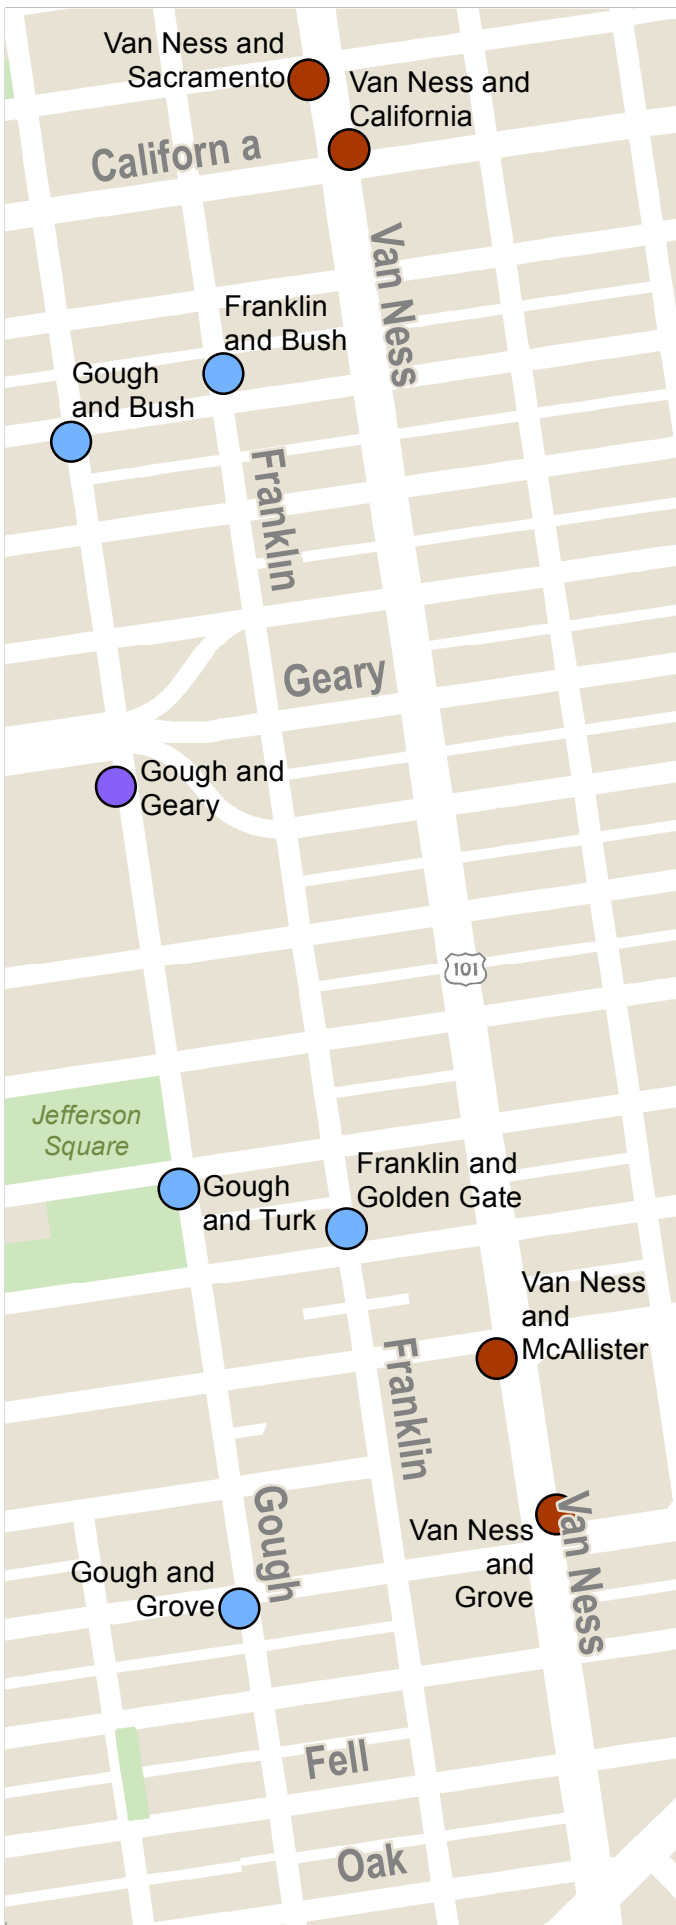 Van Ness and
Sacramento
Van Ness and
California
Californ a
Van Ness
Franklin
and Bush
Gough
and Bush
Franklin
Geary
Gough and
Geary
101
Jefferson
Square
Gough
and Turk
Franklin and
Golden Gate
Van Ness
and
McAllister
Franklin
Gough
Van Ness
Van Ness
and
Grove
Gough and
Grove
Fell
Oak